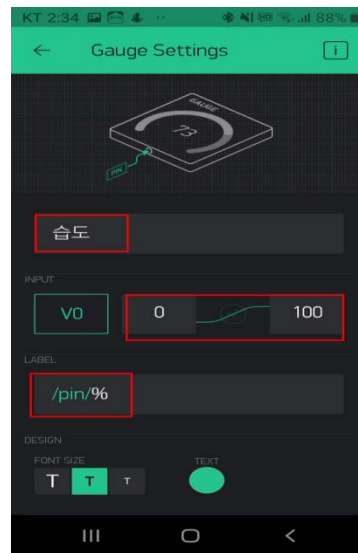 KT 2:34 88%
Gauge Settings i
GAUGE
73
PIN
습도
INPUT
V0 0 100
LABEL
/pin/%
DESIGN
FONT SIZE TEXT
T T T